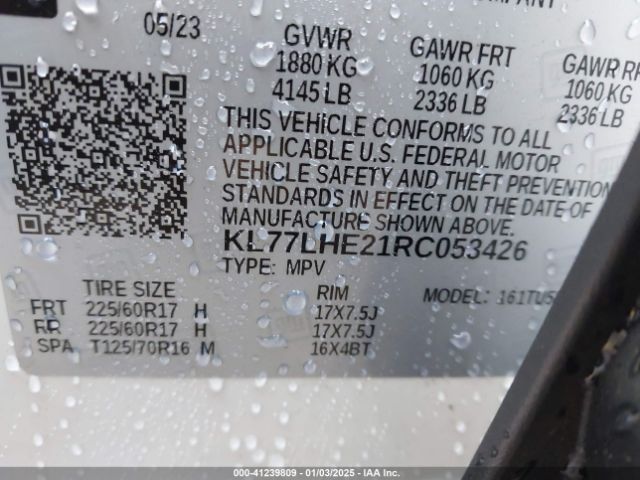 05/23 GVWR GAWR FRT GAWR
1880 KG 1060 KG 1060 KG
4145 LB 2336 LB 2336 LB
THIS VEHICLE CONFORMS TO ALL
APPLICABLE U.S. FEDERAL MOTOR
VEHICLE SAFETY AND THEFT PREVENTION
STANDARDS IN EFFECT ON THE DATE OF
MANUFACTURE SHOWN ABOVE.
KL77LHE21RC053426
TYPE: MPV
TIRE SIZE RIM MODEL: 161TUS
FRT 225/60R17 H 17X7.5J
RR 225/60R17 H 17X7.5J
SPA T125/70R16 M 16X4BT
000-41239809 - 01/03/2025 - IAA Inc.